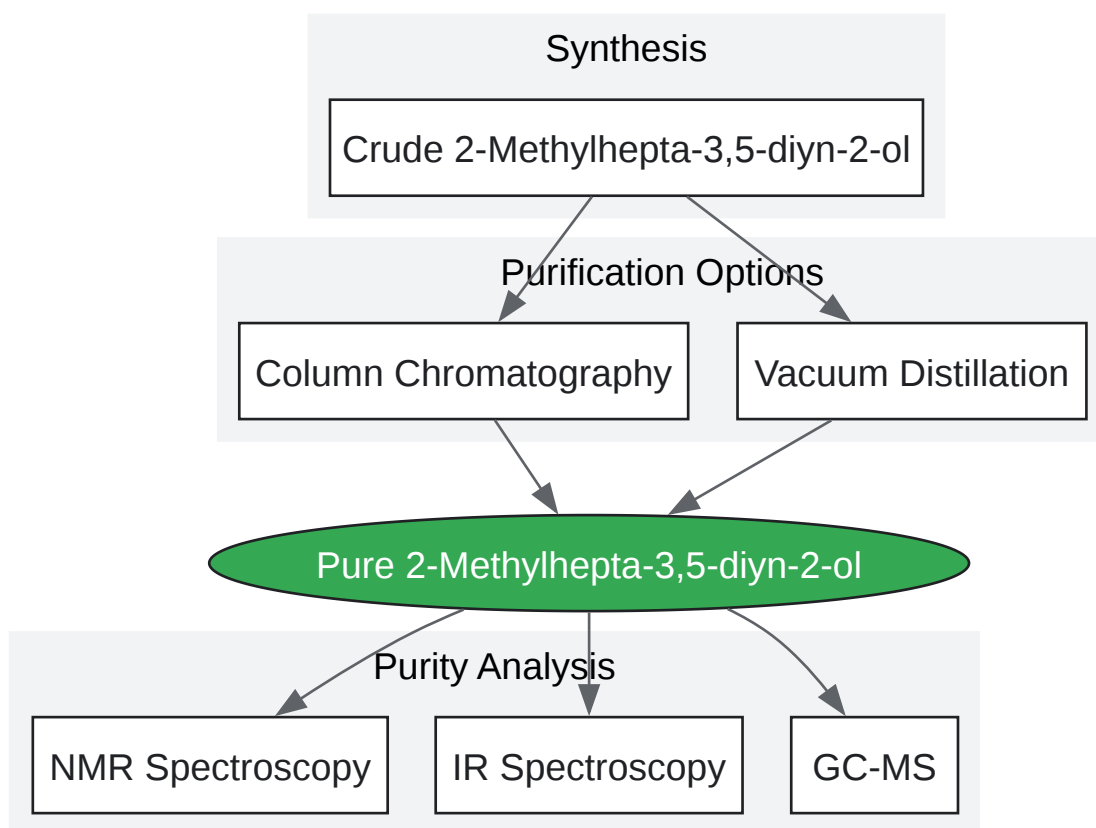 Synthesis
Crude 2-Methylhepta-3,5-diyn-2-ol
Purification Options
Column Chromatography
Vacuum Distillation
Pure 2-Methylhepta-3,5-diyn-2-ol
Purity Analysis
NMR Spectroscopy
IR Spectroscopy
GC-MS